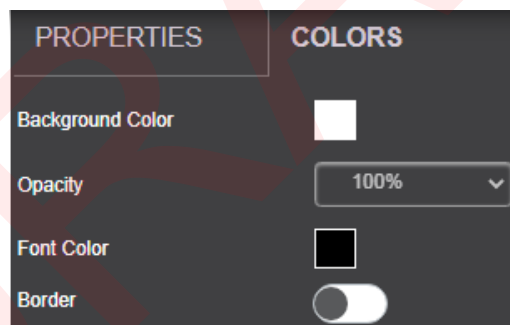 PROPERTIES COLORS
Background Color
Opacity 100%
Font Color
Border